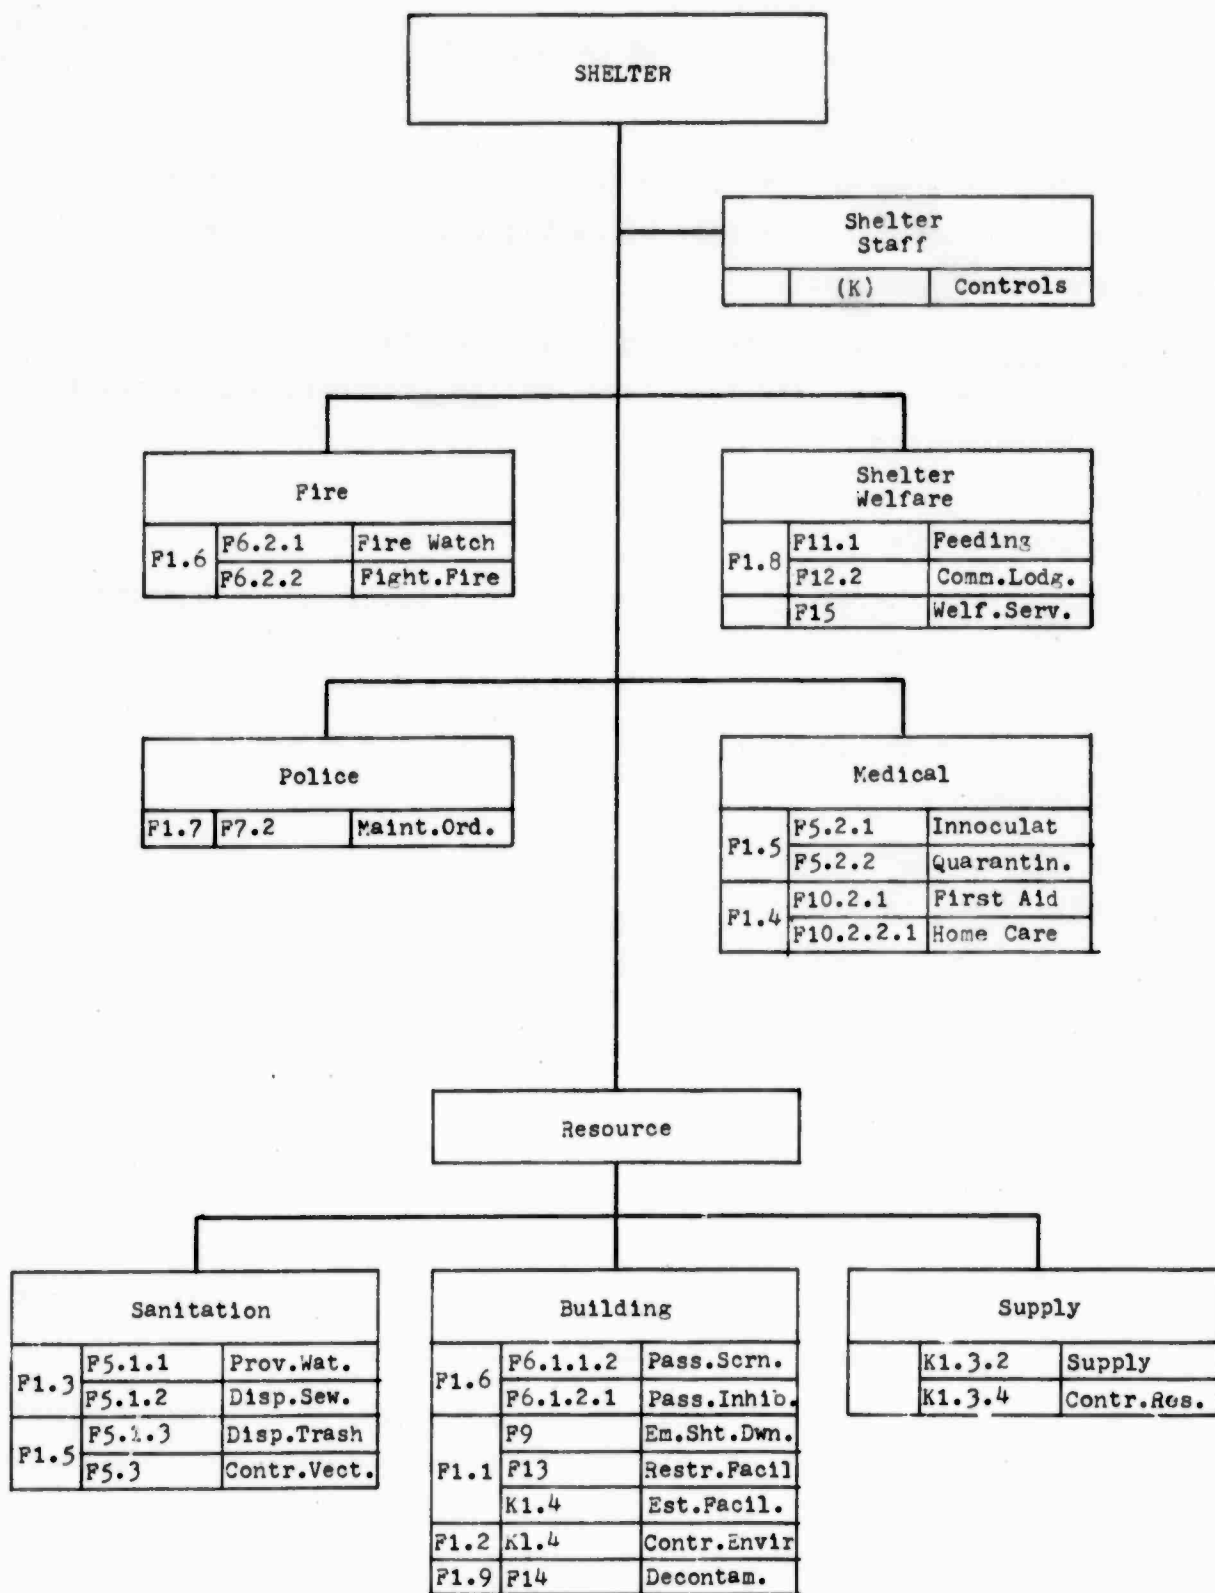 SHELTER
Shelter
Staff
(K) Controls
Fire
F1.6 F6.2.1 Fire Watch
F6.2.2 Fight.Fire
Shelter
Welfare
F1.8 F11.1 Feeding
F12.2 Comm.Lodg.
F15 Welf.Serv.
Police
F1.7 F7.2 Maint.Ord.
Medical
F1.5 F5.2.1 Innoculat
F5.2.2 Quarantin.
F1.4 F10.2.1 First Aid
F10.2.2.1 Home Care
Resource
Sanitation
F1.3 F5.1.1 Prov.Wat.
F5.1.2 Disp.Sew.
F1.5 F5.1.3 Disp.Trash
F5.3 Contr.Vect.
Building
F1.6 F6.1.1.2 Pass.Scrn.
F6.1.2.1 Pass.Inhib.
F1.1 F9 Em.Sht.Dwn.
F13 Restr.Facil
K1.4 Est.Facil.
F1.2 K1.4 Contr.Envir
F1.9 F14 Decontam.
Supply
K1.3.2 Supply
K1.3.4 Contr.Res.